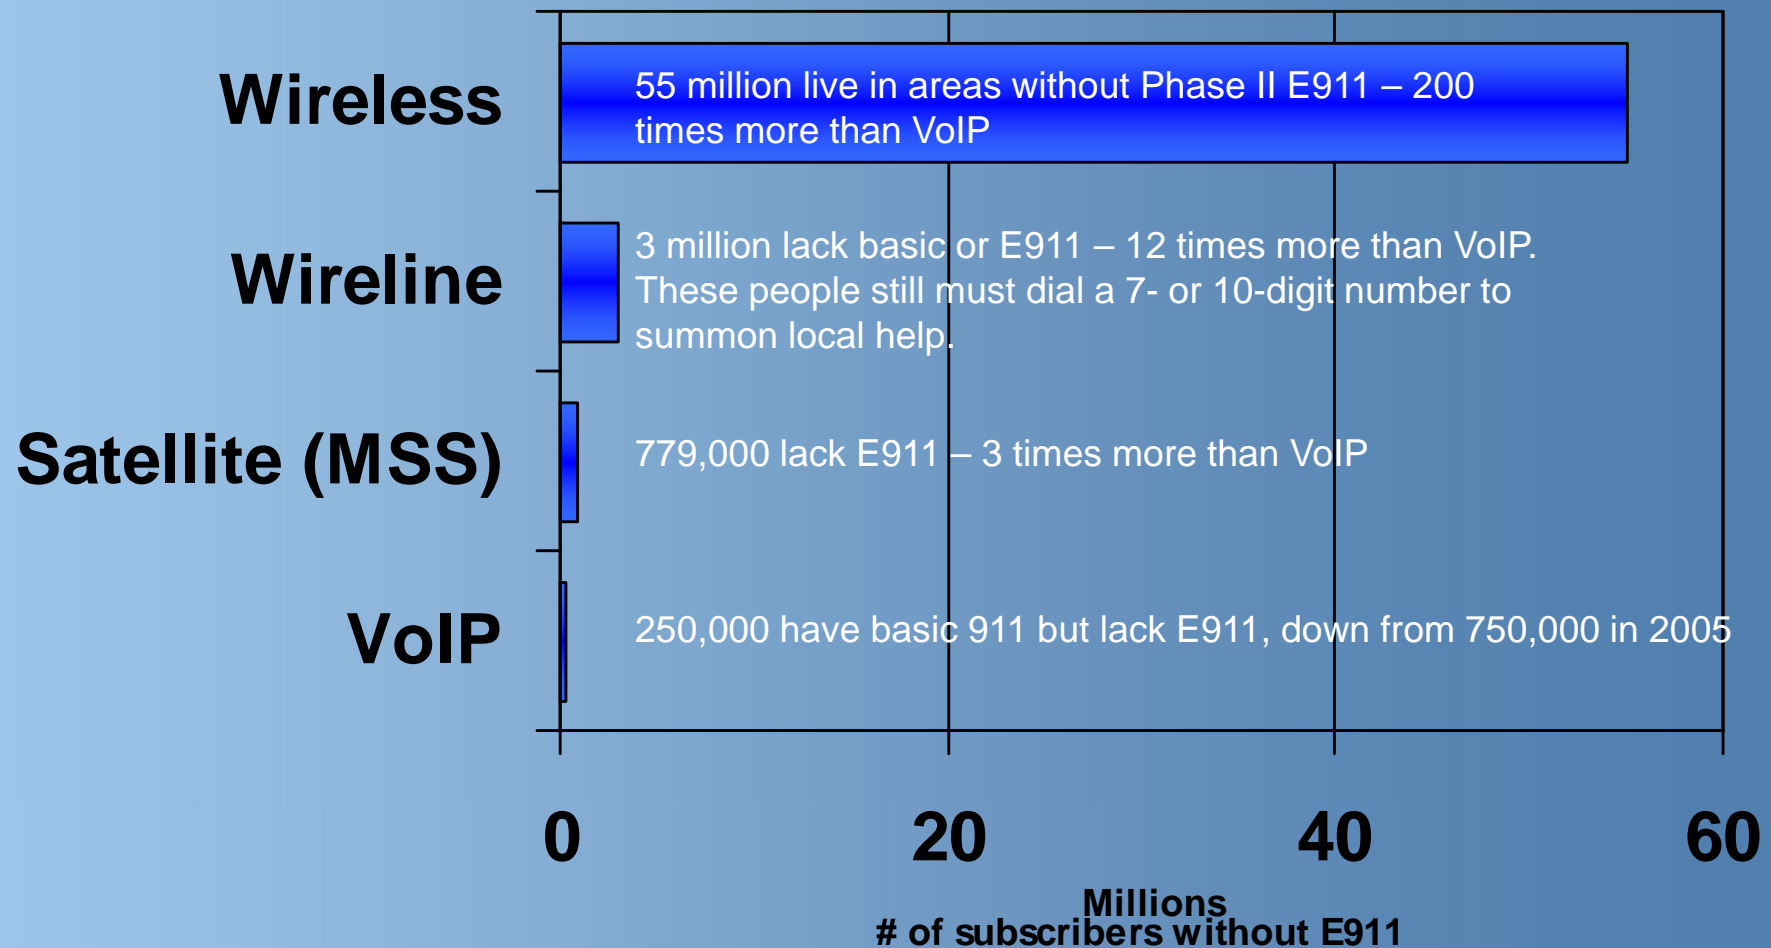 Wireless
55 million live in areas without Phase II E911 – 200
times more than VoIP
Wireline
3 million lack basic or E911 – 12 times more than VoIP.
These people still must dial a 7- or 10-digit number to
summon local help.
Satellite (MSS)
779,000 lack E911 – 3 times more than VoIP
VoIP
250,000 have basic 911 but lack E911, down from 750,000 in 2005
0 20 40 60
Millions
# of subscribers without E911